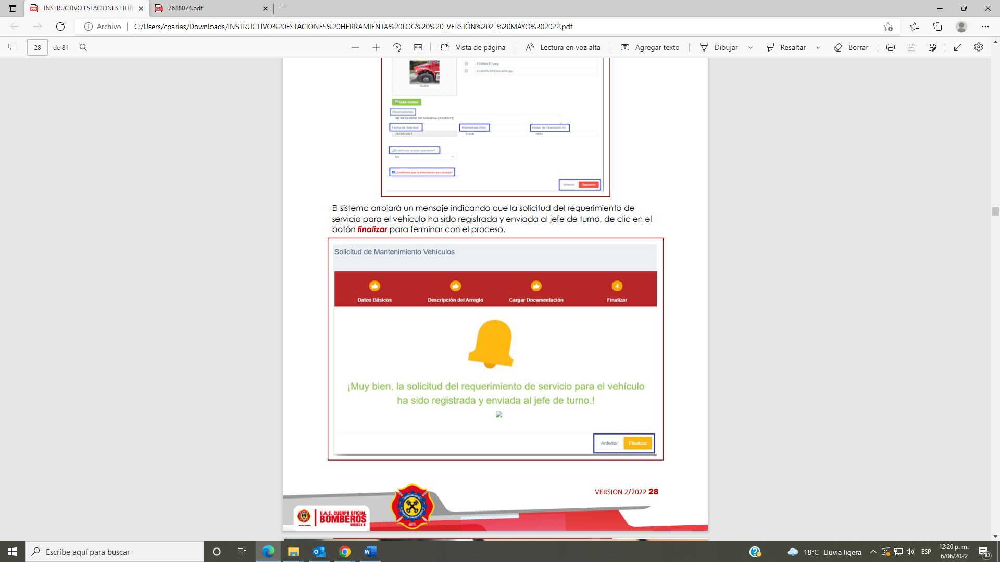 INSTRUCTIVO ESTACIONES HERR
7688074.pdf
Archivo
C:/Users/cparias/Downloads/INSTRUCTIVO%20ESTACIONES%20HERRAMIENTA%20LOG%20%20_VERSIÓN%202_%20MAYO%202022.pdf
28
de 81
Vista de página
Lectura en voz alta
Agregar texto
Dibujar
Resaltar
Borrar
FORMATO.png
LLANTA ESTALLADA.jpg
Quitar
Subir Archivo
Observaciones
SE REQUIERE DE MANERA URGENTE
Fecha de Solicitud
Kilometraje (Km)
Horas de Operación (h)
25/04/2021
37800
1450
¿El vehículo queda operativo?
No
¿Confirmas que la información es correcta?
Anterior
Siguiente
El sistema arrojará un mensaje indicando que la solicitud del requerimiento de
servicio para el vehículo ha sido registrada y enviada al jefe de turno, de clic en el
botón finalizar para terminar con el proceso.
Solicitud de Mantenimiento Vehículos
4
Datos Básicos
Descripción del Arreglo
Cargar Documentación
Finalizar
¡Muy bien, la solicitud del requerimiento de servicio para el vehículo
ha sido registrada y enviada al jefe de turno.!
Anterior
Finalizar
VERSION 2/2022 28
U.A.E. CUERPO OFICIAL
BOMBEROS
BOGOTÁ D.C.
Escribe aquí para buscar
18°C Lluvia ligera
ESP
12:20 p. m.
6/06/2022
10